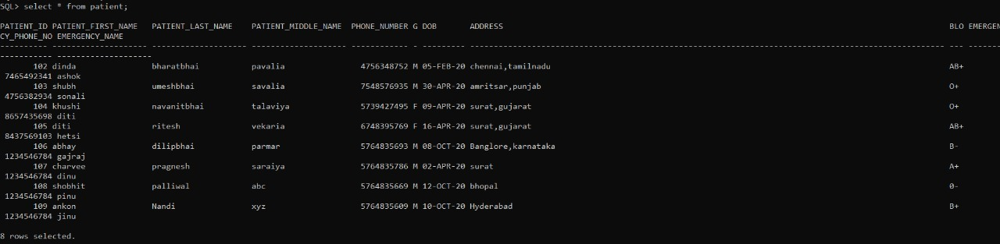 SQL> select * from patient;
PATIENT_ID PATIENT_FIRST_NAME PATIENT_LAST_NAME PATIENT_MIDDLE_NAME PHONE_NUMBER G DOB ADDRESS BLO EMERGEN
CY_PHONE_NO EMERGENCY_NAME
---------- -------------------- -------------------- -------------------- ------------ - --------- ---------------------------------------------------------------------------------------------------- --- -------
----------- --------------------
102 dinda bharatbhai pavalia 4756348752 M 05-FEB-20 chennai,tamilnadu AB+
7465492341 ashok
103 shubh umeshbhai savalia 7548576935 M 30-APR-20 amritsar,punjab O+
4756382934 sonali
104 khushi navanitbhai talaviya 5739427495 F 09-APR-20 surat,gujarat O+
8657435698 diti
105 diti ritesh vekaria 6748395769 F 16-APR-20 surat,gujarat AB+
8437569103 hetsi
106 abhay dilipbhai parmar 5764835693 M 08-OCT-20 Banglore,karnataka B-
1234546784 gajraj
107 charvee pragnesh saraiya 5764835786 M 02-APR-20 surat A+
1234546784 dinu
108 shobhit palliwal abc 5764835669 M 12-OCT-20 bhopal 0-
1234546784 pinu
109 ankon Nandi xyz 5764835609 M 10-OCT-20 Hyderabad B+
1234546784 jinu
8 rows selected.